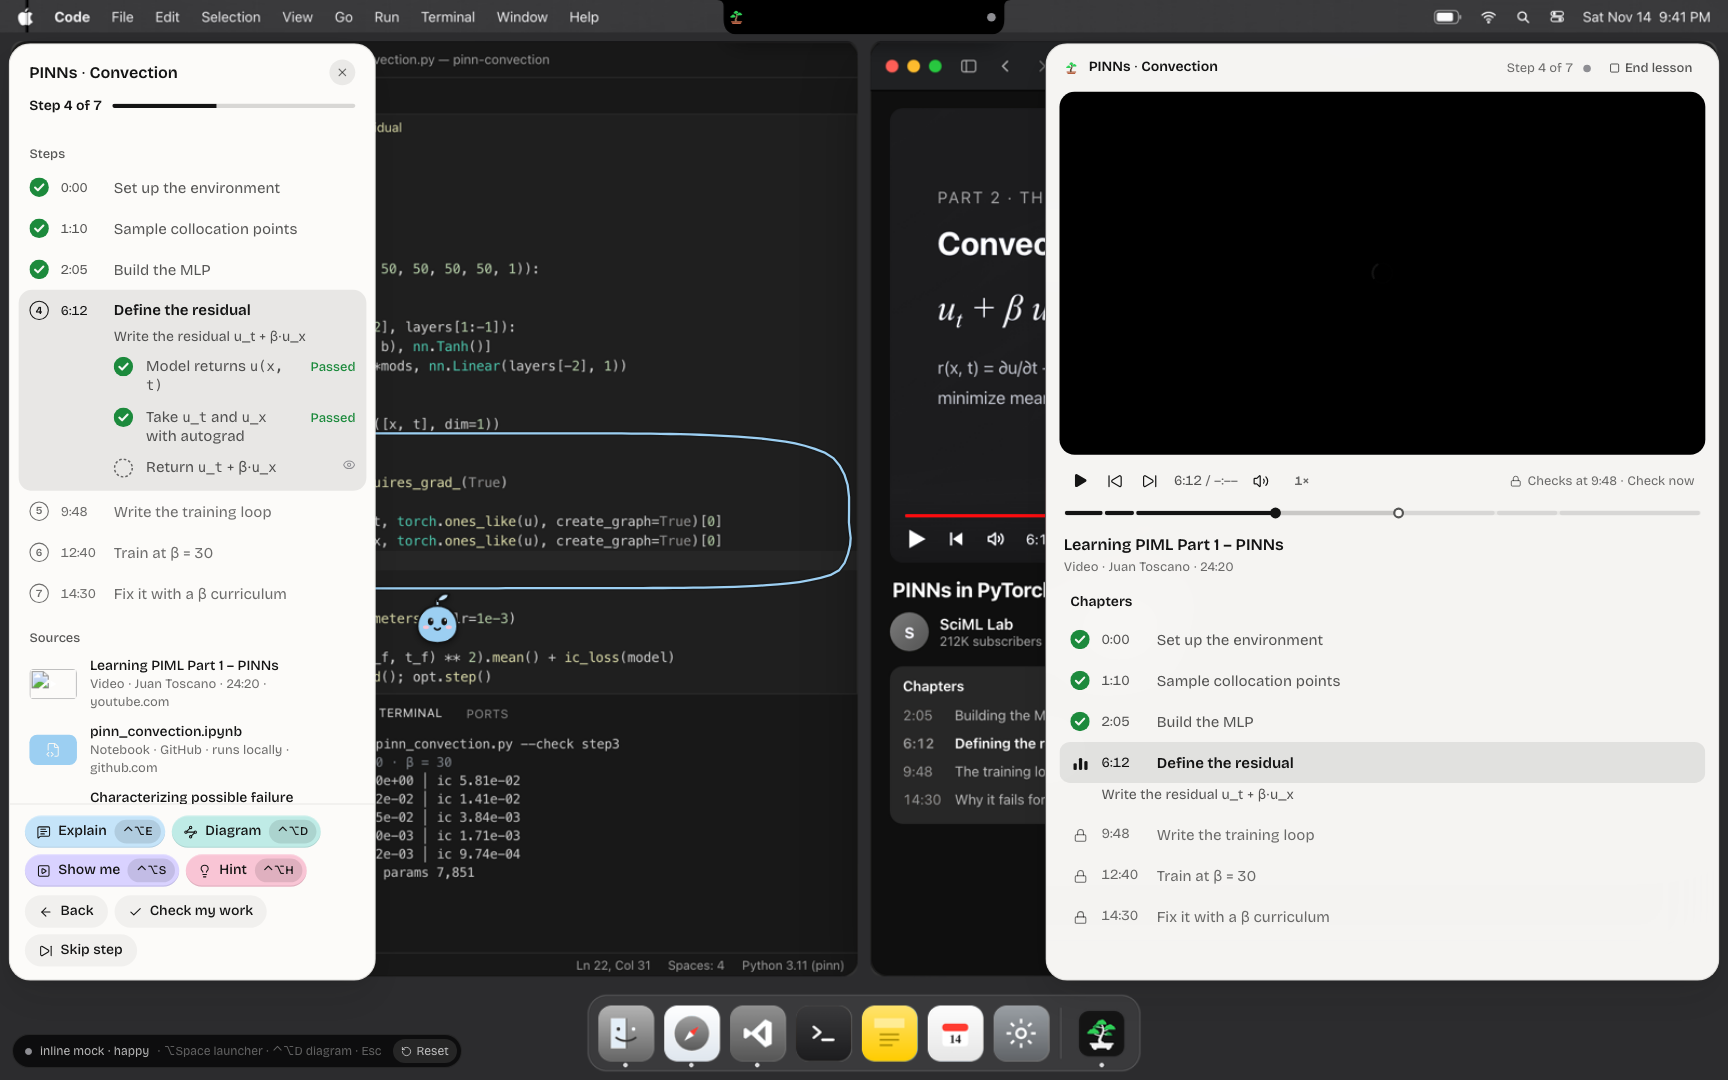 Code File Edit Selection View Go Run Terminal Window Help
Sat Nov 14 9:41 PM
PINNs · Convection
Step 4 of 7
Steps
0:00 Set up the environment
1:10 Sample collocation points
2:05 Build the MLP
4 6:12 Define the residual
Write the residual u_t + β·u_x
Model returns u(x, Passed
t)
Take u_t and u_x Passed
with autograd
Return u_t + β·u_x
5 9:48 Write the training loop
6 12:40 Train at β = 30
7 14:30 Fix it with a β curriculum
Sources
Learning PIML Part 1 – PINNs
Video · Juan Toscano · 24:20 ·
youtube.com
pinn_convection.ipynb
Notebook · GitHub · runs locally ·
github.com
Characterizing possible failure
Explain ^⌥E Diagram ^⌥D
Show me ^⌥S Hint ^⌥H
Back Check my work
Skip step
vection.py — pinn-convection
idual
50, 50, 50, 50, 1)):
2], layers[1:-1]):
b), nn.Tanh()]
*mods, nn.Linear(layers[-2], 1))
([x, t], dim=1))
uires_grad_(True)
t, torch.ones_like(u), create_graph=True)[0]
x, torch.ones_like(u), create_graph=True)[0]
meters lr=1e-3)
_f, t_f) ** 2).mean() + ic_loss(model)
d(); opt.step()
TERMINAL PORTS
pinn_convection.py --check step3
0 · β = 30
0e+00 │ ic 5.81e-02
2e-02 │ ic 1.41e-02
5e-02 │ ic 3.84e-03
0e-03 │ ic 1.71e-03
2e-03 │ ic 9.74e-04
params 7,851
Ln 22, Col 31 Spaces: 4 Python 3.11 (pinn)
PART 2 · TH
Convec
u_t + β u
r(x, t) = ∂u/∂t
minimize mea
6:1
PINNs in PyTorc
S SciML Lab
212K subscribers
Chapters
2:05 Building the M
6:12 Defining the r
9:48 The training lo
14:30 Why it fails for
PINNs · Convection
Step 4 of 7 End lesson
6:12 / –:–– 1× Checks at 9:48 · Check now
Learning PIML Part 1 – PINNs
Video · Juan Toscano · 24:20
Chapters
0:00 Set up the environment
1:10 Sample collocation points
2:05 Build the MLP
6:12 Define the residual
Write the residual u_t + β·u_x
9:48 Write the training loop
12:40 Train at β = 30
14:30 Fix it with a β curriculum
14
inline mock · happy · ⌥Space launcher · ^⌥D diagram · Esc Reset